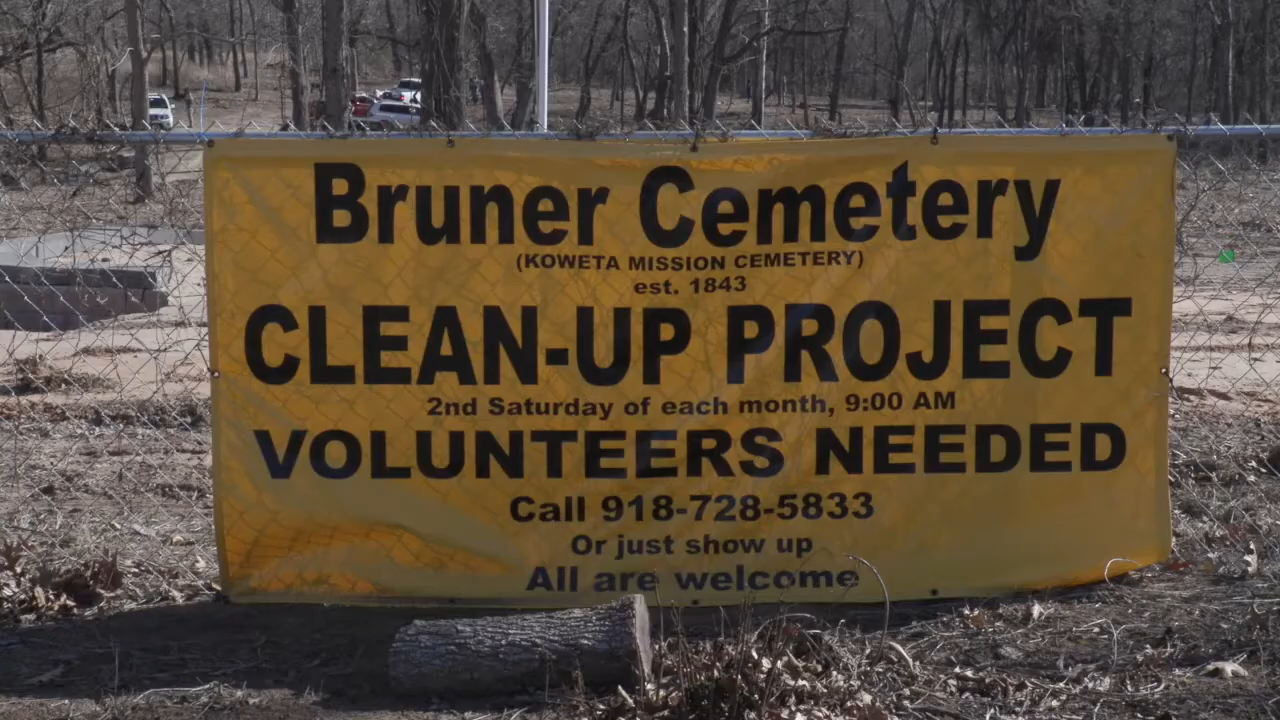 Bruner Cemetery
(KOWETA MISSION CEMETERY)
est. 1843
CLEAN-UP PROJECT
2nd Saturday of each month, 9:00 AM
VOLUNTEERS NEEDED
Call 918-728-5833
Or just show up
All are welcome